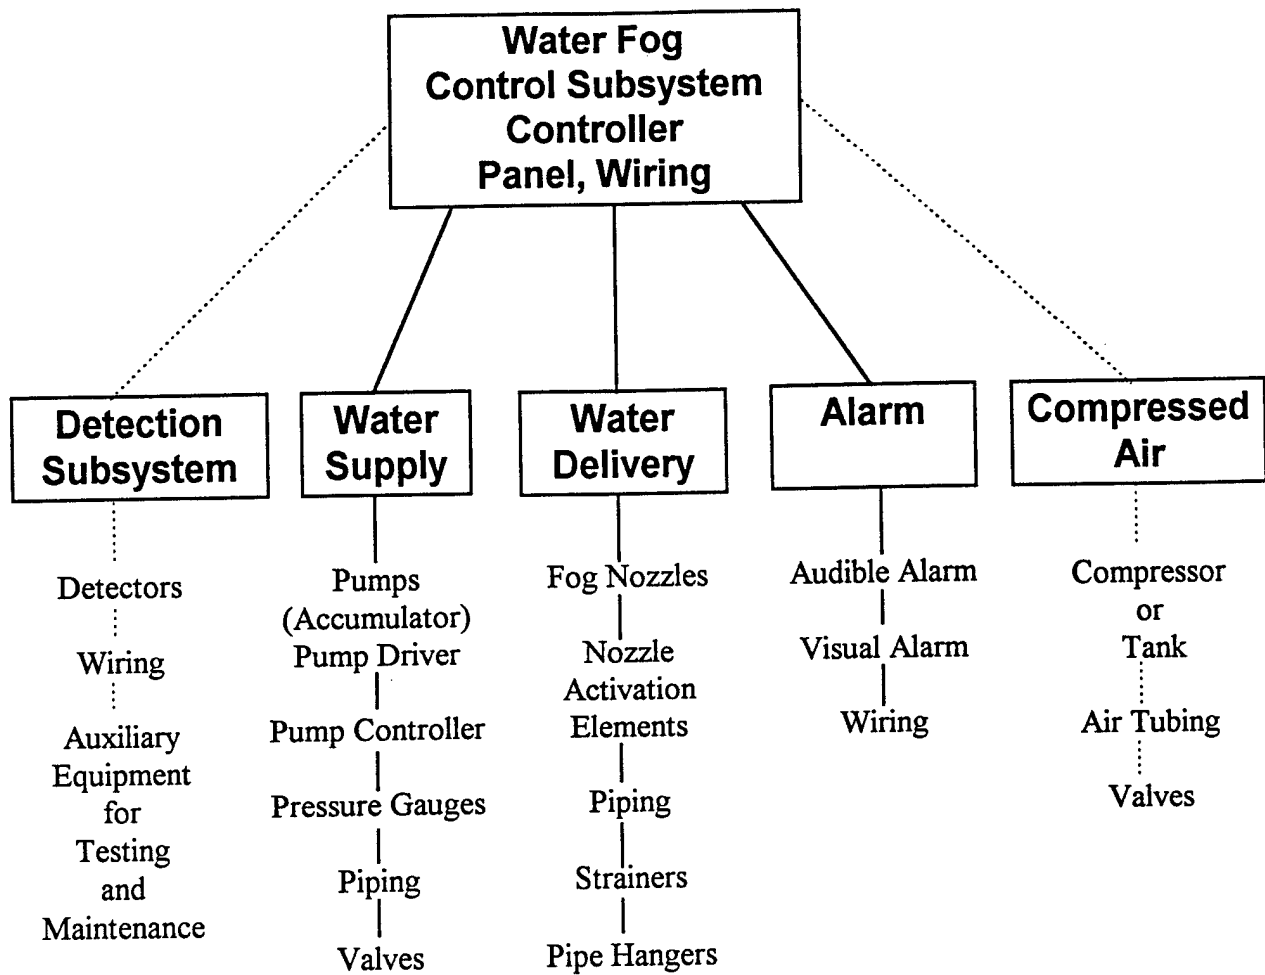 Water Fog
Control Subsystem
Controller
Panel, Wiring
Detection
Subsystem
Detectors
Wiring
Auxiliary
Equipment
for
Testing
and
Maintenance
Water
Supply
Pumps
(Accumulator)
Pump Driver
Pump Controller
Pressure Gauges
Piping
Valves
Water
Delivery
Fog Nozzles
Nozzle
Activation
Elements
Piping
Strainers
Pipe Hangers
Alarm
Audible Alarm
Visual Alarm
Wiring
Compressed
Air
Compressor
or
Tank
Air Tubing
Valves